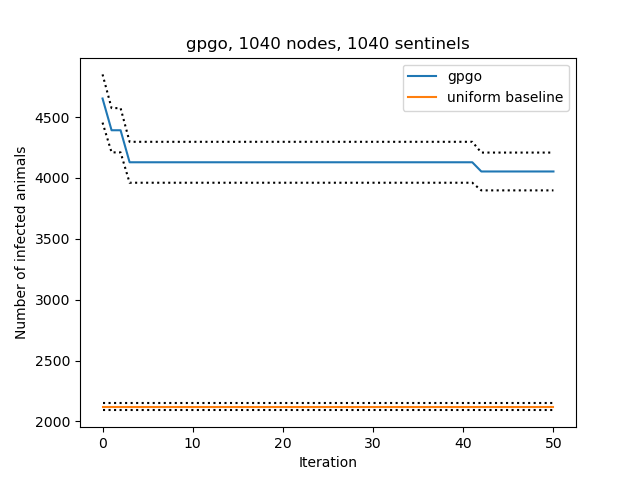 gpgo, 1040 nodes, 1040 sentinels
gpgo
uniform baseline
Number of infected animals
4500
4000
3500
3000
2500
2000
0
10
20
30
40
50
Iteration